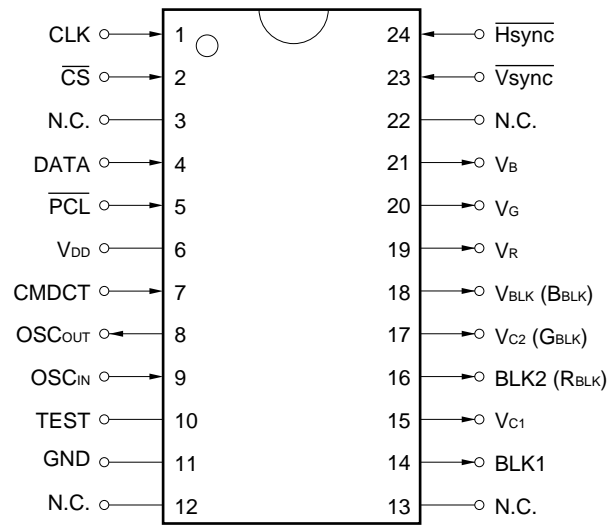 CLK 1 24 Hsync
CS 2 23 Vsync
N.C. 3 22 N.C.
DATA 4 21 VB
PCL 5 20 VG
VDD 6 19 VR
CMDCT 7 18 VBLK (BBLK)
OSCOUT 8 17 VC2 (GBLK)
OSCIN 9 16 BLK2 (RBLK)
TEST 10 15 VC1
GND 11 14 BLK1
N.C. 12 13 N.C.